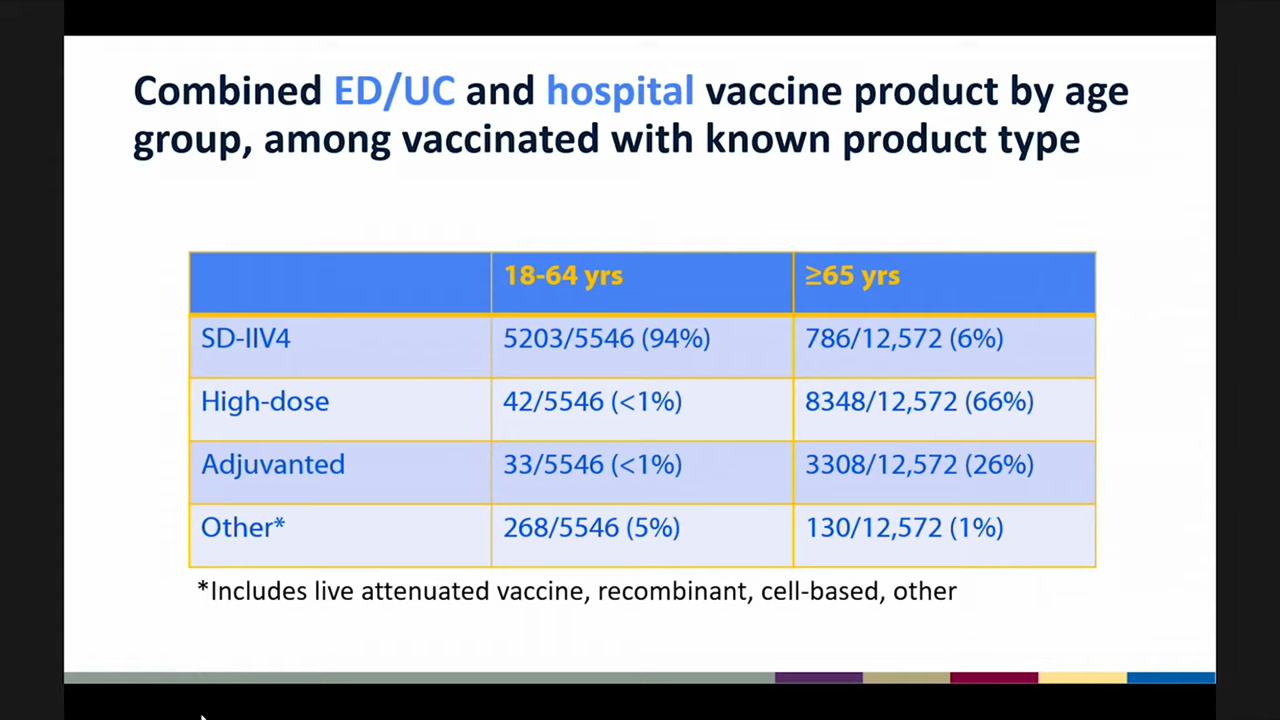 Combined ED/UC and hospital vaccine product by age
group, among vaccinated with known product type
18-64 yrs ≥65 yrs
SD-IIV4 5203/5546 (94%) 786/12,572 (6%)
High-dose 42/5546 (<1%) 8348/12,572 (66%)
Adjuvanted 33/5546 (<1%) 3308/12,572 (26%)
Other* 268/5546 (5%) 130/12,572 (1%)
*Includes live attenuated vaccine, recombinant, cell-based, other